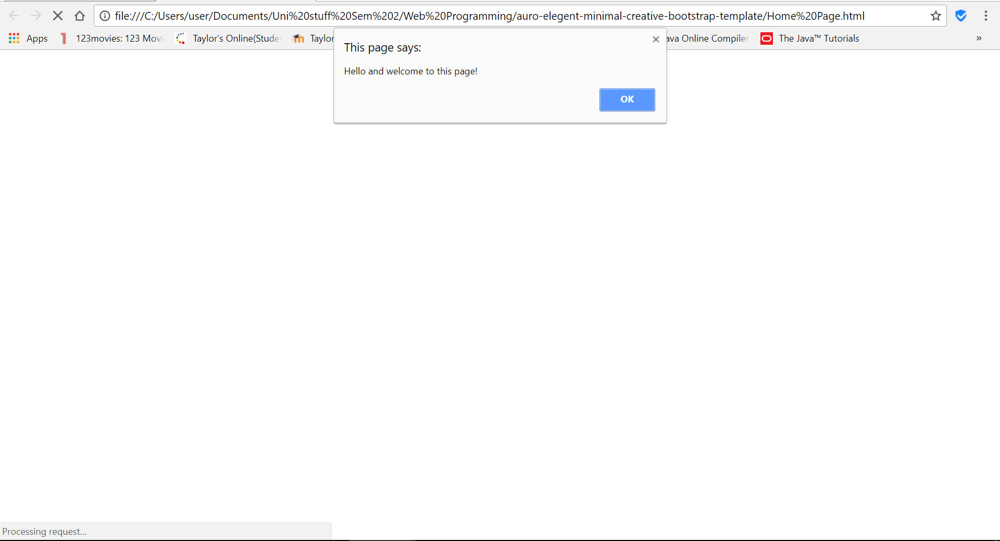 file:///C:/Users/user/Documents/Uni%20stuff%20Sem%202/Web%20Programming/auro-elegent-minimal-creative-bootstrap-template/Home%20Page.html
Apps 123movies: 123 Movi Taylor's Online(Stude Taylor ava Online Compiler The Java™ Tutorials »
This page says:
Hello and welcome to this page!
OK
Processing request...